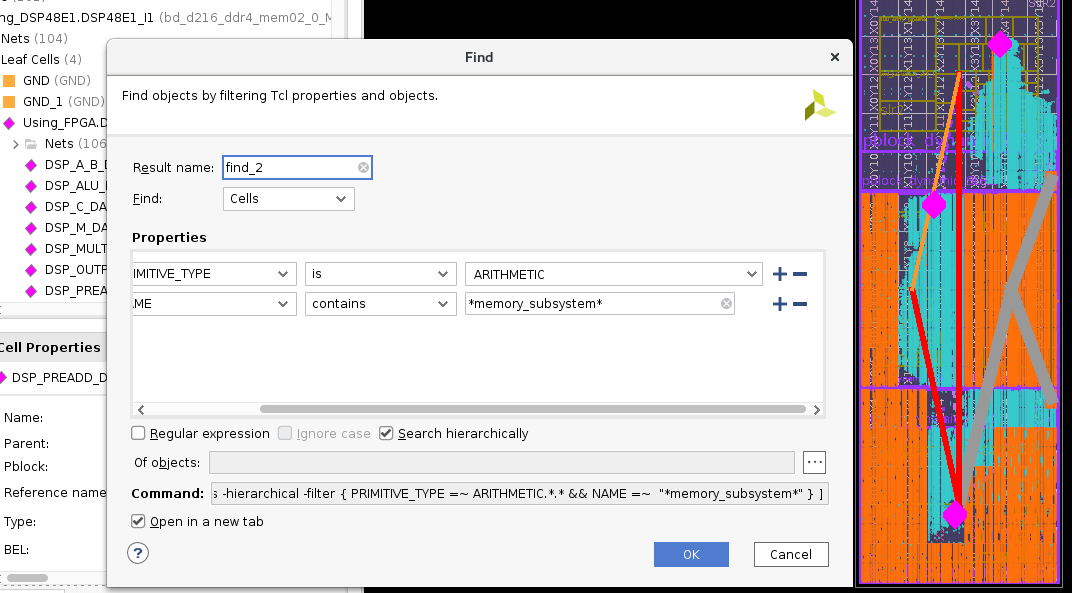 ng_DSP48E1.DSP48E1_I1 (bd_d216_ddr4_mem02_0_M
Nets (104)
Leaf Cells (4)
GND (GND)
GND_1 (GND)
Using_FPGA.D
Nets (106
DSP_A_B_D
DSP_ALU_
DSP_C_DA
DSP_M_DA
DSP_MULT
DSP_OUTP
DSP_PREA
Cell Properties
DSP_PREADD_D
Name:
Parent:
Pblock:
Reference name
Type:
BEL:
Find
Find objects by filtering Tcl properties and objects.
Result name: find_2
Find: Cells
Properties
IMITIVE_TYPE is ARITHMETIC
ME contains *memory_subsystem*
Regular expression Ignore case Search hierarchically
Of objects:
Command: s -hierarchical -filter { PRIMITIVE_TYPE =~ ARITHMETIC.*.* && NAME =~ "*memory_subsystem*" } ]
Open in a new tab
? OK Cancel